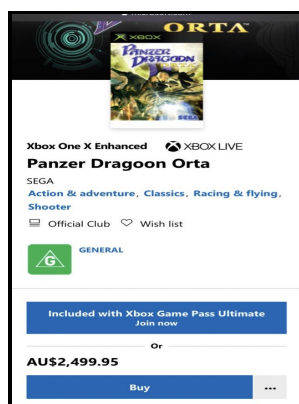 ORTA
XBOX
PANZER
DRAGOON
SEGA
Xbox One X Enhanced XBOX LIVE
Panzer Dragoon Orta
SEGA
Action & adventure, Classics, Racing & flying,
Shooter
Official Club Wish list
G GENERAL
Included with Xbox Game Pass Ultimate
Join now
Or
AU$2,499.95
Buy ...